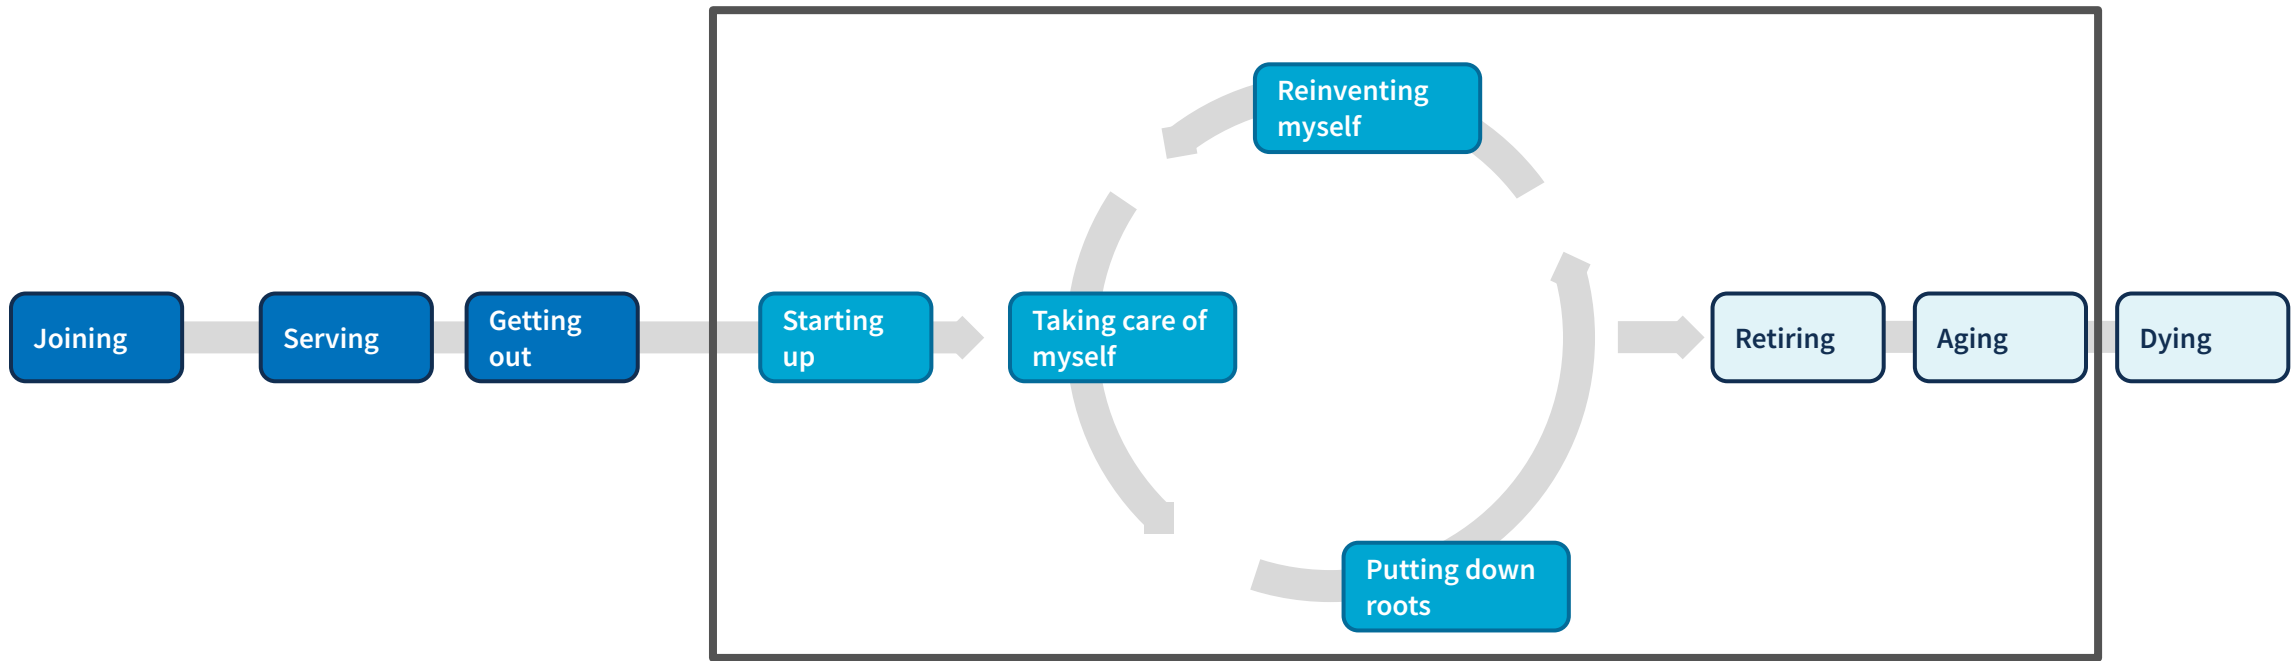 Joining
Serving
Getting
out
Starting
up
Taking care of
myself
Reinventing
myself
Putting down
roots
Retiring
Aging
Dying